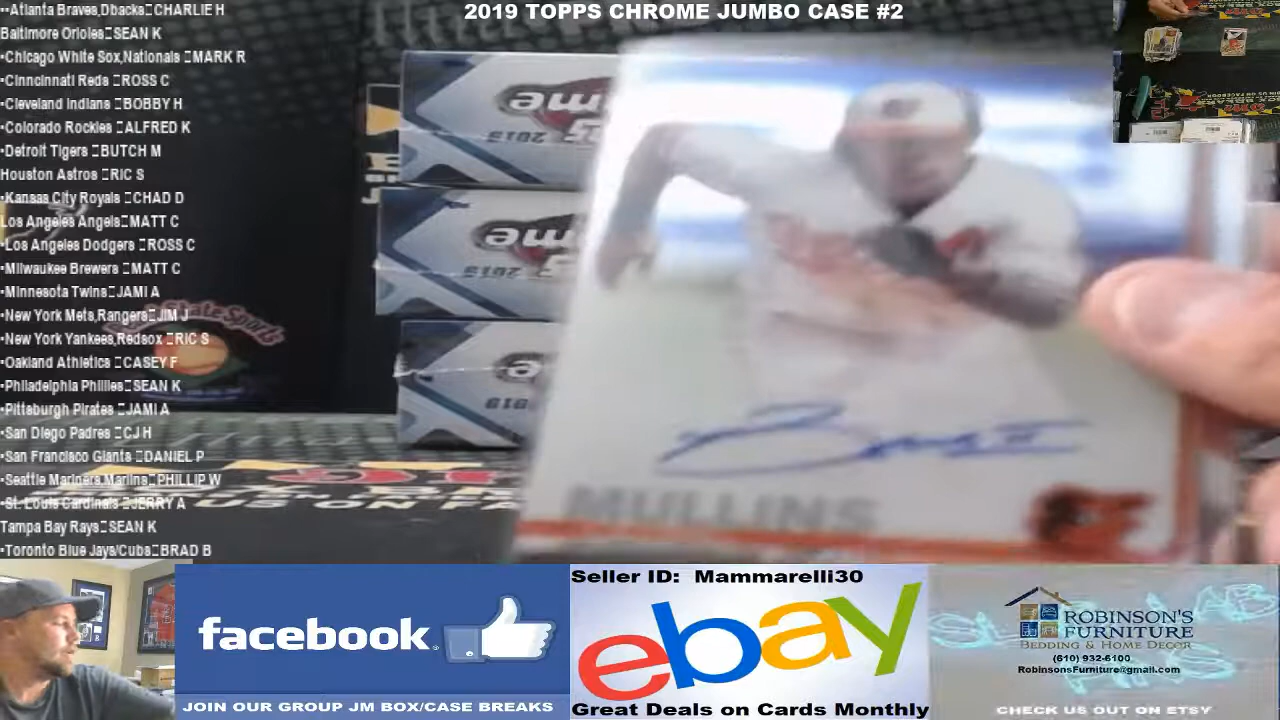 2019 TOPPS CHROME JUMBO CASE #2
••Atlanta Braves,Dbacks CHARLIE H
Baltimore Orioles SEAN K
•Chicago White Sox,Nationals MARK R
•Cinncinnati Reds ROSS C
•Cleveland Indians BOBBY H
•Colorado Rockies ALFRED K
•Detroit Tigers BUTCH M
Houston Astros RIC S
•Kansas City Royals CHAD D
Los Angeles Angels MATT C
•Los Angeles Dodgers ROSS C
•Milwaukee Brewers MATT C
•Minnesota Twins JAMI A
•New York Mets,Rangers JIM J
•New York Yankees,Redsox RIC S
•Oakland Athletics CASEY F
•Philadelphia Phillies SEAN K
•Pittsburgh Pirates JAMI A
•San Diego Padres CJ H
•San Francisco Giants DANIEL P
•Seattle Mariners Marlins PHILLIP W
•St. Louis Cardinals JERRY A
Tampa Bay Rays SEAN K
•Toronto Blue Jays/Cubs BRAD B
2019
2019
MULLINS
US ON FA
facebook
JOIN OUR GROUP JM BOX/CASE BREAKS
Seller ID: Mammarelli30
ebay
Great Deals on Cards Monthly
ROBINSON'S
FURNITURE
BEDDING & HOME DECOR
(610) 932-6100
RobinsonsFurniture@gmail.com
CHECK US OUT ON ETSY